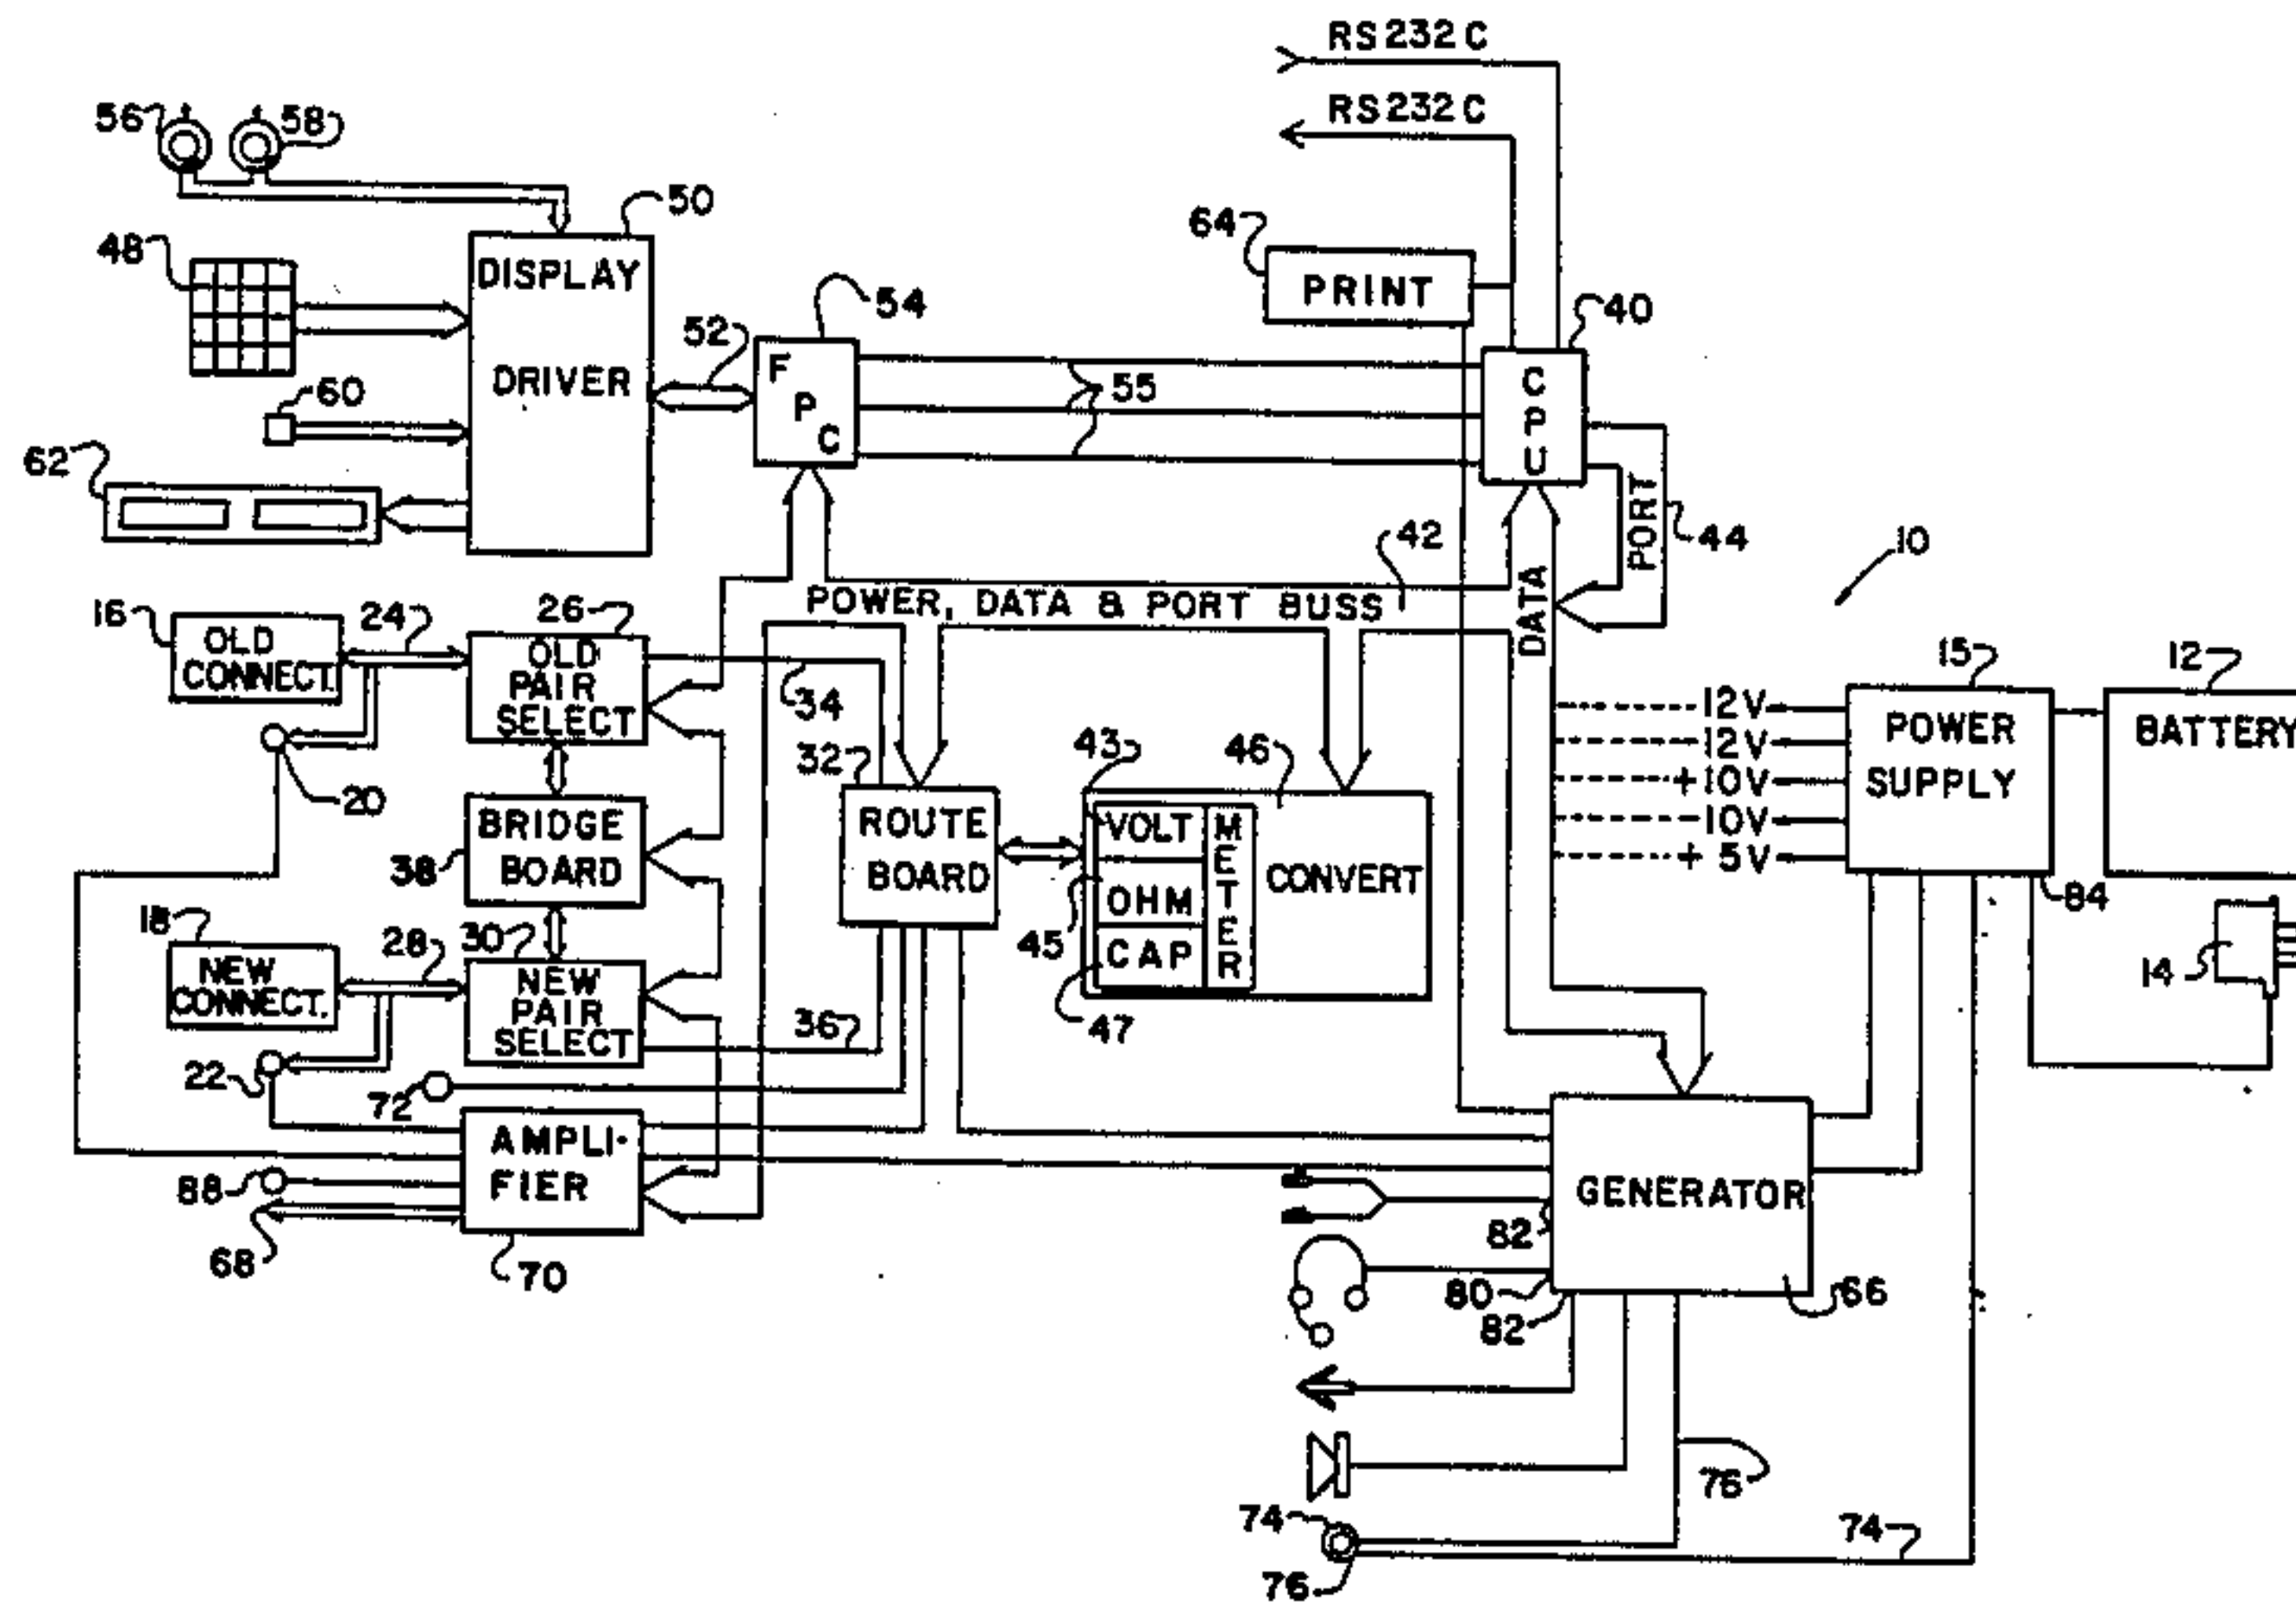 RS232C
RS232C
56
58
50
48
DISPLAY
DRIVER
60
62
52
54
F
P
C
55
64
PRINT
40
C
P
U
PORT
44
42
10
POWER, DATA & PORT BUSS
DATA
16
OLD
CONNECT.
24
26
OLD
PAIR
SELECT
34
20
BRIDGE
BOARD
38
32
ROUTE
BOARD
43
46
VOLT
OHM
CAP
METER
CONVERT
45
47
12V
12V
+10V
10V
+ 5V
15
POWER
SUPPLY
12
BATTERY
84
14
18
NEW
CONNECT.
28
30
NEW
PAIR
SELECT
36
22
72
AMPLI-
FIER
88
68
70
GENERATOR
82
80
82
66
76
74
76
74